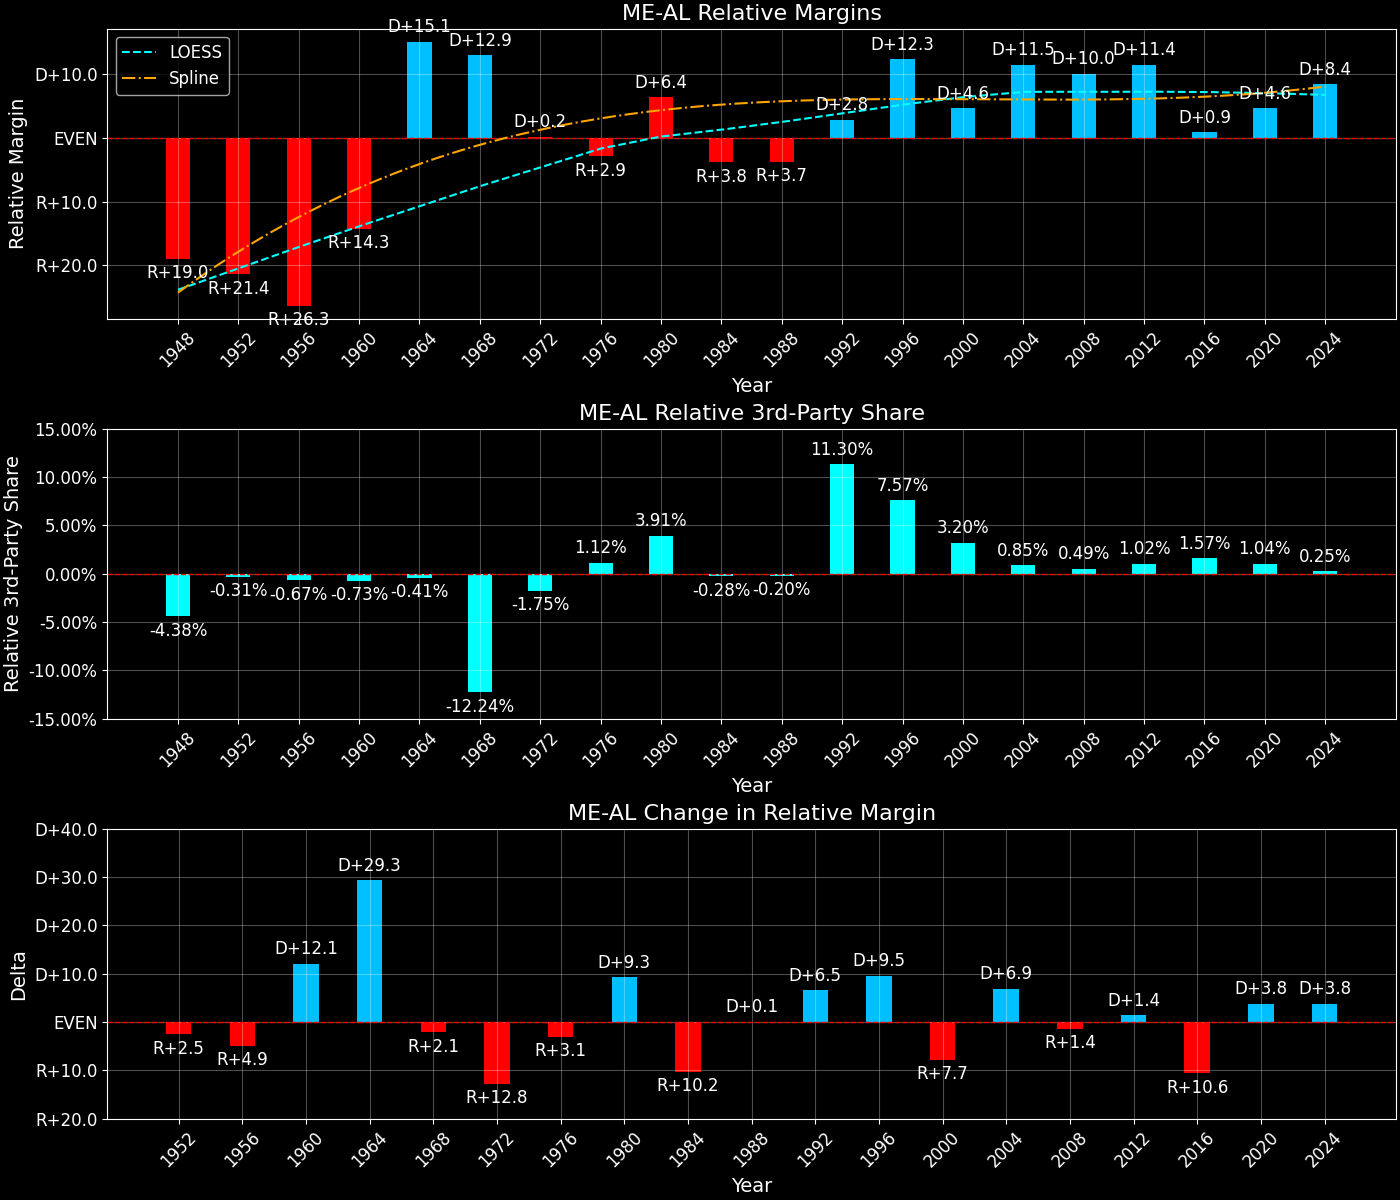 ME-AL Relative Margins
Relative Margin
D+10.0
EVEN
R+10.0
R+20.0
LOESS
Spline
R+19.0
R+21.4
R+26.3
R+14.3
D+15.1
D+12.9
D+0.2
R+2.9
D+6.4
R+3.8
R+3.7
D+2.8
D+12.3
D+4.6
D+11.5
D+10.0
D+11.4
D+0.9
D+4.6
D+8.4
1948 1952 1956 1960 1964 1968 1972 1976 1980 1984 1988 1992 1996 2000 2004 2008 2012 2016 2020 2024
Year
ME-AL Relative 3rd-Party Share
Relative 3rd-Party Share
15.00%
10.00%
5.00%
0.00%
-5.00%
-10.00%
-15.00%
-4.38%
-0.31%
-0.67%
-0.73%
-0.41%
-12.24%
-1.75%
1.12%
3.91%
-0.28%
-0.20%
11.30%
7.57%
3.20%
0.85%
0.49%
1.02%
1.57%
1.04%
0.25%
1948 1952 1956 1960 1964 1968 1972 1976 1980 1984 1988 1992 1996 2000 2004 2008 2012 2016 2020 2024
Year
ME-AL Change in Relative Margin
Delta
D+40.0
D+30.0
D+20.0
D+10.0
EVEN
R+10.0
R+20.0
R+2.5
R+4.9
D+12.1
D+29.3
R+2.1
R+12.8
R+3.1
D+9.3
R+10.2
D+0.1
D+6.5
D+9.5
R+7.7
D+6.9
R+1.4
D+1.4
R+10.6
D+3.8
D+3.8
1952 1956 1960 1964 1968 1972 1976 1980 1984 1988 1992 1996 2000 2004 2008 2012 2016 2020 2024
Year